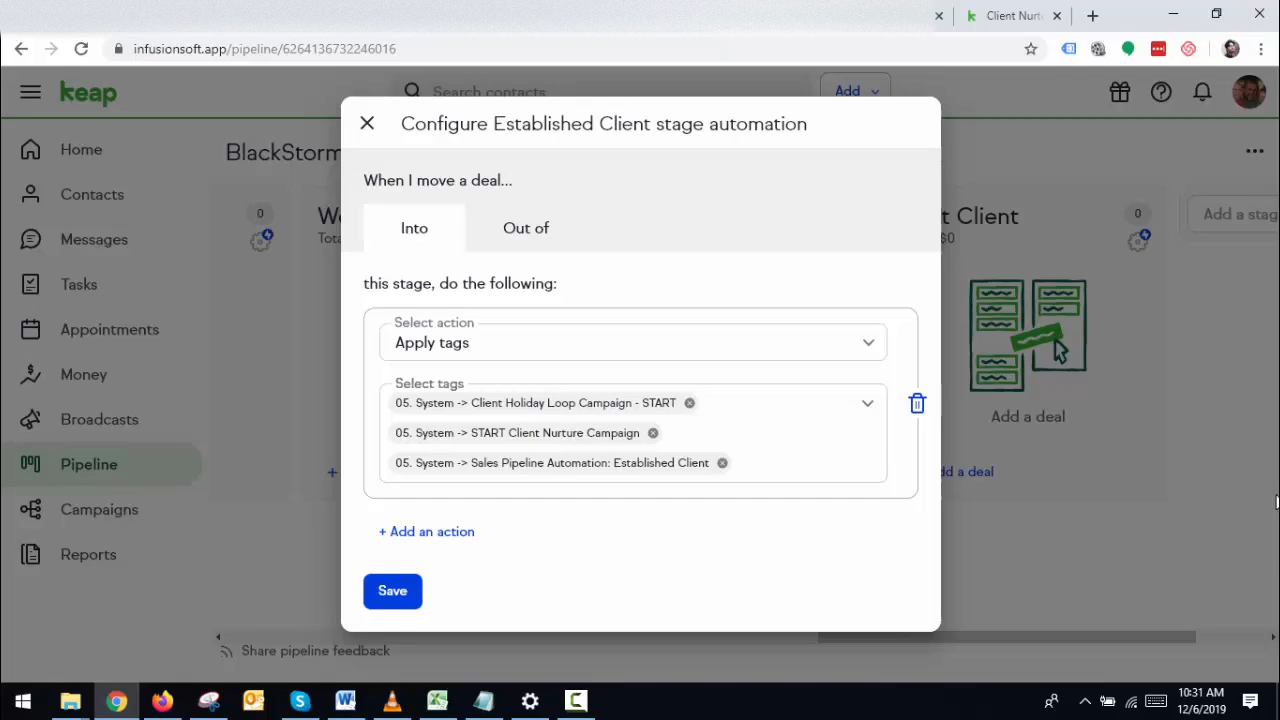 Client Nurt
infusionsoft.app/pipeline/6264136732246016
keap
Search contacts
Add
Configure Established Client stage automation
Home
BlackStorm
Contacts
When I move a deal...
Messages
0
Into
Out of
t Client
0
Add a stag
$0
Tasks
this stage, do the following:
Appointments
Select action
Apply tags
Money
Select tags
05. System -> Client Holiday Loop Campaign - START
Broadcasts
05. System -> START Client Nurture Campaign
Add a deal
Pipeline
05. System -> Sales Pipeline Automation: Established Client
+
d a deal
Campaigns
+ Add an action
Reports
Save
Share pipeline feedback
10:31 AM
12/6/2019